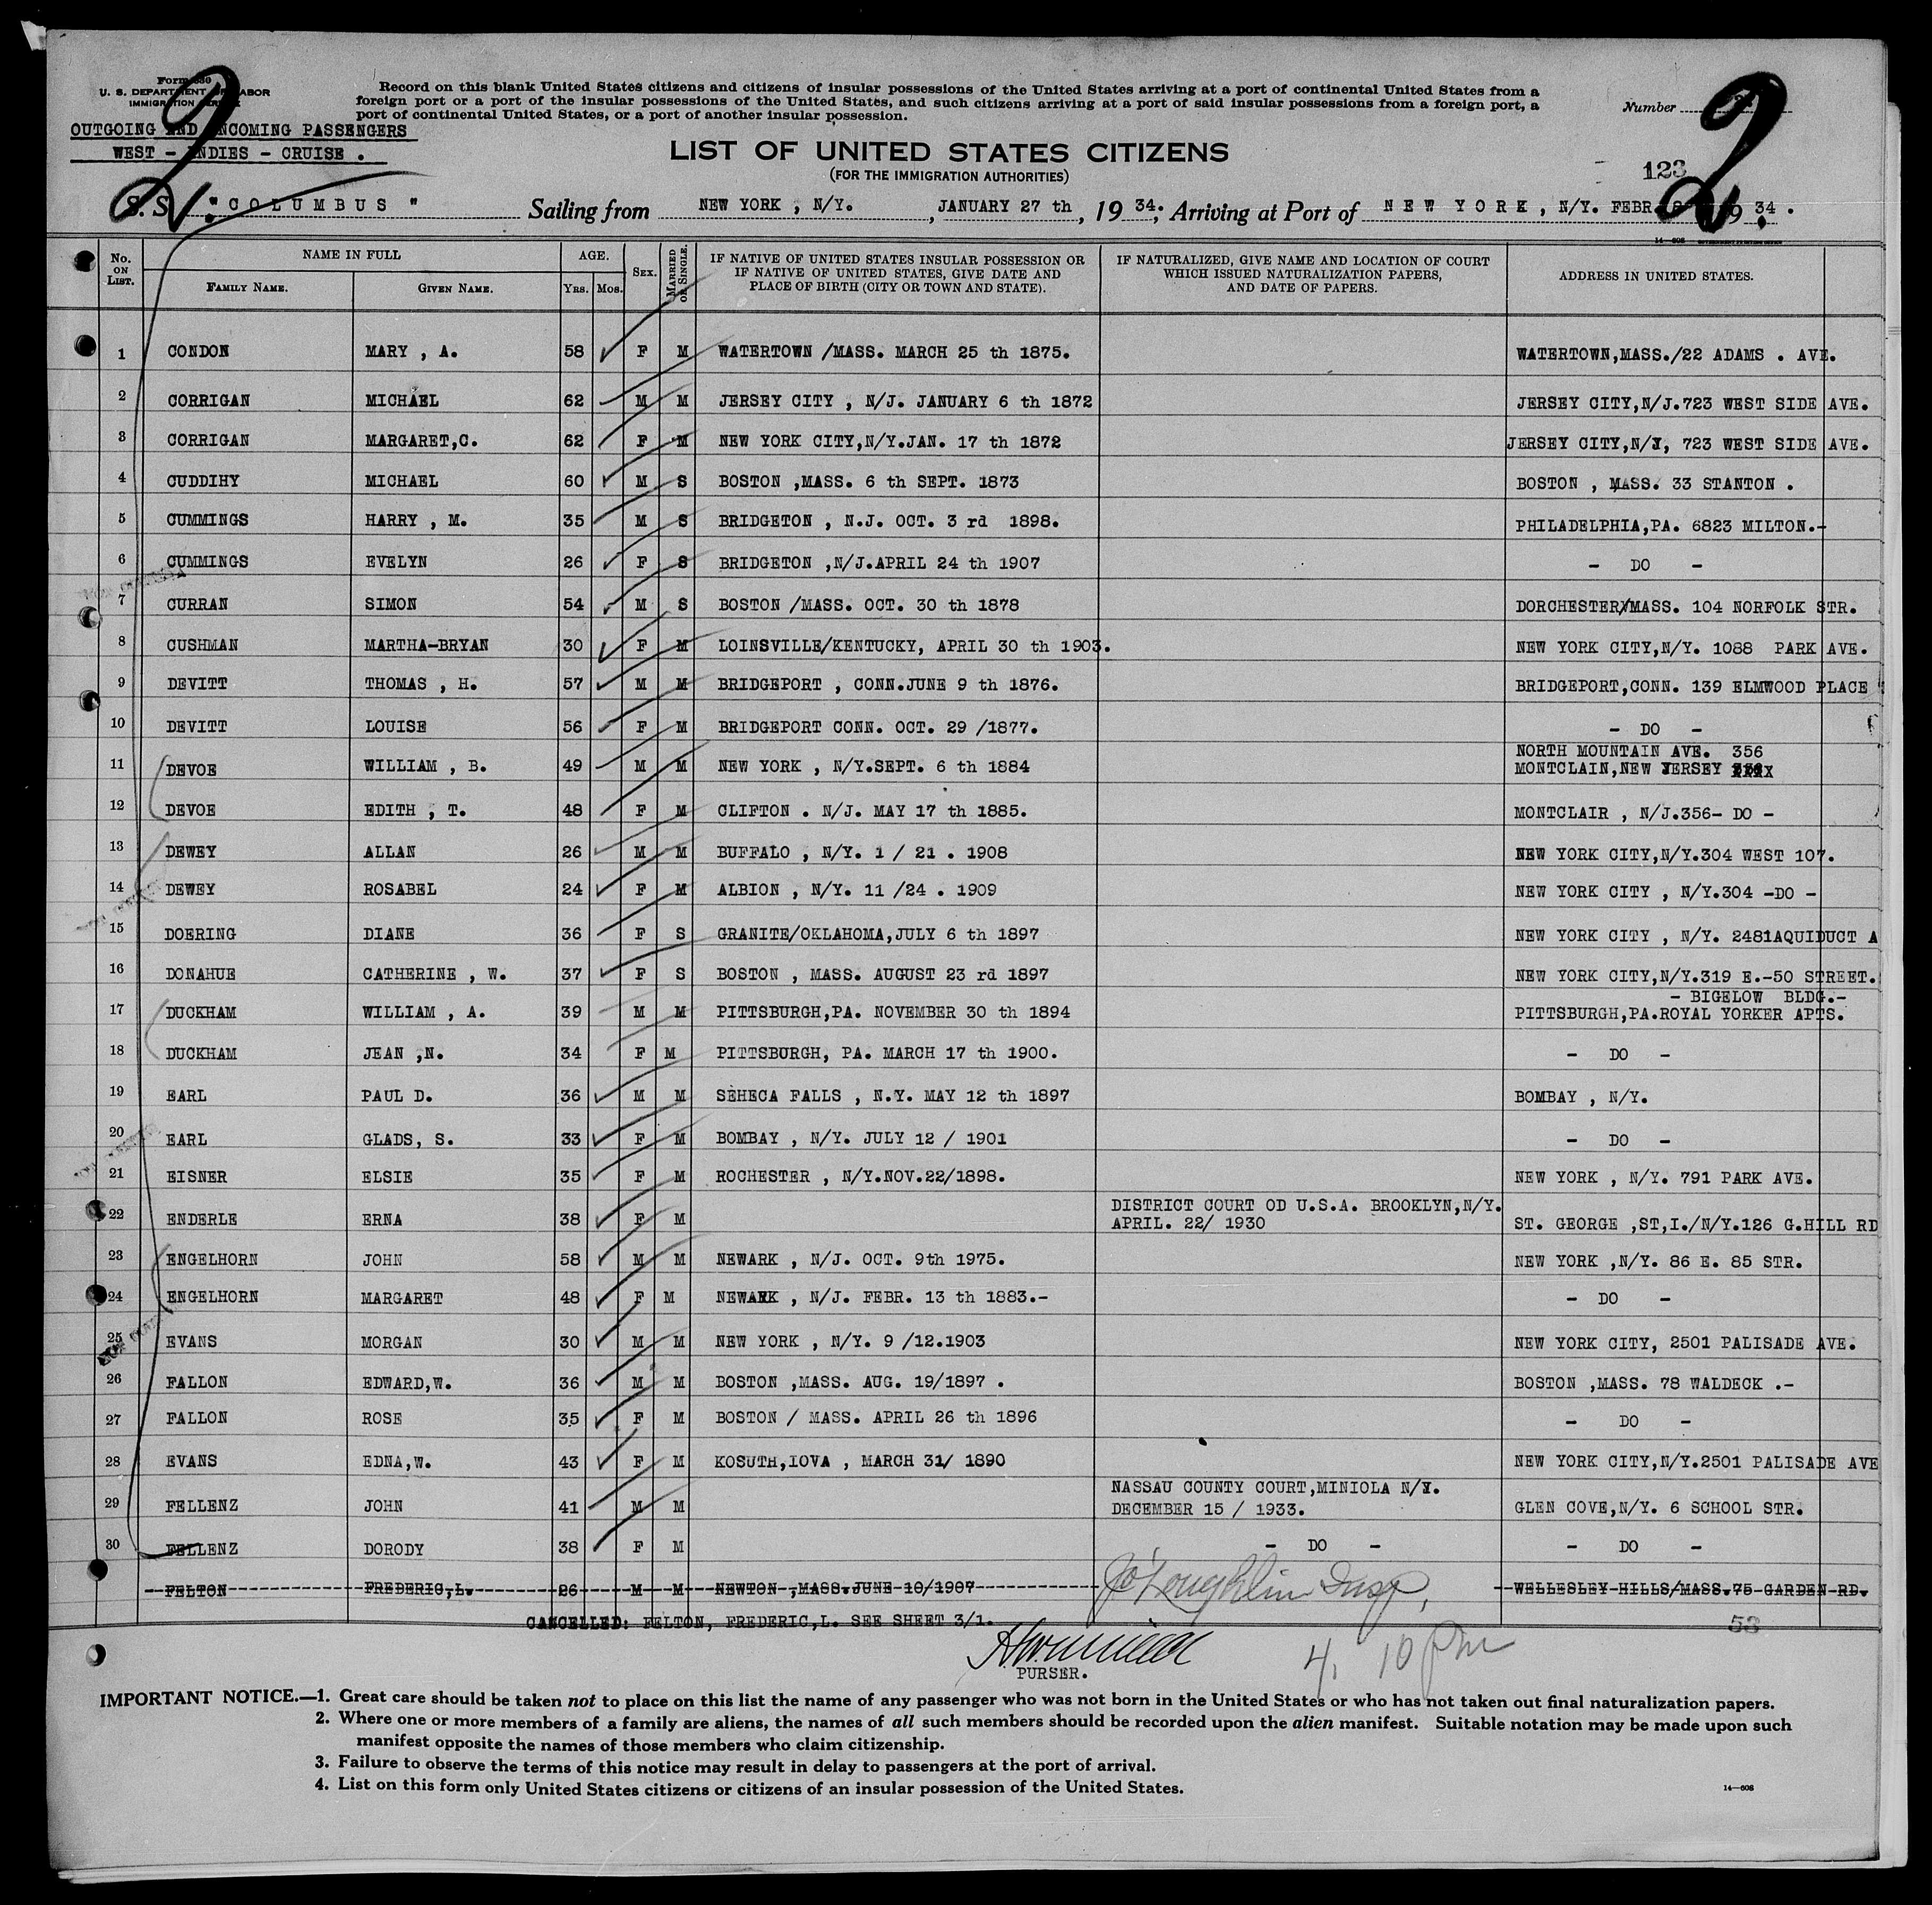 Form 630
U. S. DEPARTMENT OF LABOR
IMMIGRATION SERVICE
OUTGOING AND INCOMING PASSENGERS
WEST - INDIES - CRUISE .
Record on this blank United States citizens and citizens of insular possessions of the United States arriving at a port of continental United States from a
foreign port or a port of the insular possessions of the United States, and such citizens arriving at a port of said insular possessions from a foreign port, a
port of continental United States, or a port of another insular possession.
Number 2
2
LIST OF UNITED STATES CITIZENS
(FOR THE IMMIGRATION AUTHORITIES)
123
S. S. "COLUMBUS" Sailing from NEW YORK , N/Y. , JANUARY 27 th , 19 34. , Arriving at Port of NEW YORK , N/Y. FEBR. 19 34 .
No. ON LIST. NAME IN FULL FAMILY NAME. GIVEN NAME. AGE. YRS. MOS. SEX. MARRIED OR SINGLE. IF NATIVE OF UNITED STATES INSULAR POSSESSION OR IF NATIVE OF UNITED STATES, GIVE DATE AND PLACE OF BIRTH (CITY OR TOWN AND STATE). IF NATURALIZED, GIVE NAME AND LOCATION OF COURT WHICH ISSUED NATURALIZATION PAPERS, AND DATE OF PAPERS. ADDRESS IN UNITED STATES.
1 CONDON MARY , A. 58 F M WATERTOWN /MASS. MARCH 25 th 1875. WATERTOWN,MASS./22 ADAMS . AVE.
2 CORRIGAN MICHAEL 62 M M JERSEY CITY , N/J. JANUARY 6 th 1872 JERSEY CITY,N/J.723 WEST SIDE AVE.
3 CORRIGAN MARGARET,C. 62 F M NEW YORK CITY,N/Y.JAN. 17 th 1872 JERSEY CITY,N/J, 723 WEST SIDE AVE.
4 CUDDIHY MICHAEL 60 M S BOSTON ,MASS. 6 th SEPT. 1873 BOSTON , MASS. 33 STANTON .
5 CUMMINGS HARRY , M. 35 M S BRIDGETON , N.J. OCT. 3 rd 1898. PHILADELPHIA,PA. 6823 MILTON.-
6 CUMMINGS EVELYN 26 F S BRIDGETON ,N/J.APRIL 24 th 1907 - DO -
7 CURRAN SIMON 54 M S BOSTON /MASS. OCT. 30 th 1878 DORCHESTER/MASS. 104 NORFOLK STR.
8 CUSHMAN MARTHA-BRYAN 30 F M LOINSVILLE/KENTUCKY, APRIL 30 th 1903. NEW YORK CITY,N/Y. 1088 PARK AVE.
9 DEVITT THOMAS , H. 57 M M BRIDGEPORT , CONN.JUNE 9 th 1876. BRIDGEPORT,CONN. 139 ELMWOOD PLACE
10 DEVITT LOUISE 56 F M BRIDGEPORT CONN. OCT. 29 /1877. - DO -
NORTH MOUNTAIN AVE. 356
11 DEVOE WILLIAM , B. 49 M M NEW YORK , N/Y.SEPT. 6 th 1884 MONTCLAIN,NEW JERSEY
12 DEVOE EDITH , T. 48 F M CLIFTON . N/J. MAY 17 th 1885. MONTCLAIR , N/J.356- DO -
13 DEWEY ALLAN 26 M M BUFFALO , N/Y. 1 / 21 . 1908 NEW YORK CITY,N/Y.304 WEST 107.
14 DEWEY ROSABEL 24 F M ALBION , N/Y. 11 /24 . 1909 NEW YORK CITY , N/Y.304 -DO -
15 DOERING DIANE 36 F S GRANITE/OKLAHOMA,JULY 6 th 1897 NEW YORK CITY , N/Y. 2481AQUIDUCT A
16 DONAHUE CATHERINE , W. 37 F S BOSTON , MASS. AUGUST 23 rd 1897 NEW YORK CITY,N/Y.319 E.-50 STREET.
- BIGELOW BLDG.-
17 DUCKHAM WILLIAM , A. 39 M M PITTSBURGH,PA. NOVEMBER 30 th 1894 PITTSBURGH,PA.ROYAL YORKER APTS.
18 DUCKHAM JEAN ,N. 34 F M PITTSBURGH, PA. MARCH 17 th 1900. - DO -
19 EARL PAUL D. 36 M M SEHECA FALLS , N.Y. MAY 12 th 1897 BOMBAY , N/Y.
20 EARL GLADS, S. 33 F M BOMBAY , N/Y. JULY 12 / 1901 - DO -
21 EISNER ELSIE 35 F M ROCHESTER , N/Y.NOV.22/1898. NEW YORK , N/Y. 791 PARK AVE.
DISTRICT COURT OD U.S.A. BROOKLYN,N/Y.
22 ENDERLE ERNA 38 F M APRIL. 22/ 1930 ST. GEORGE ,ST,I./N/Y.126 G.HILL RD
23 ENGELHORN JOHN 58 M M NEWARK , N/J. OCT. 9th 1975. NEW YORK ,N/Y. 86 E. 85 STR.
24 ENGELHORN MARGARET 48 F M NEWARK , N/J. FEBR. 13 th 1883.- - DO -
25 EVANS MORGAN 30 M M NEW YORK , N/Y. 9 /12.1903 NEW YORK CITY, 2501 PALISADE AVE.
26 FALLON EDWARD,W. 36 M M BOSTON ,MASS. AUG. 19/1897 . BOSTON ,MASS. 78 WALDECK .-
27 FALLON ROSE 35 F M BOSTON / MASS. APRIL 26 th 1896 - DO -
28 EVANS EDNA,W. 43 F M KOSUTH,IOVA , MARCH 31/ 1890 NEW YORK CITY,N/Y.2501 PALISADE AVE
NASSAU COUNTY COURT,MINIOLA N/Y.
29 FELLENZ JOHN 41 M M DECEMBER 15 / 1933. GLEN COVE,N/Y. 6 SCHOOL STR.
30 FELLENZ DORODY 38 F M - DO - - DO -
FELTON FREDERIC,L. 26 M M NEWTON ,MASS.JUNE 10/1907 WELLESLEY HILLS/MASS.75 GARDEN RD.
Jo'Loughlin Insp,
CANCELLED: FELTON, FREDERIC,L. SEE SHEET 3/1.
53
PURSER.
4. 10 pm
IMPORTANT NOTICE.—1. Great care should be taken not to place on this list the name of any passenger who was not born in the United States or who has not taken out final naturalization papers.
2. Where one or more members of a family are aliens, the names of all such members should be recorded upon the alien manifest. Suitable notation may be made upon such
manifest opposite the names of those members who claim citizenship.
3. Failure to observe the terms of this notice may result in delay to passengers at the port of arrival.
4. List on this form only United States citizens or citizens of an insular possession of the United States.
14—608